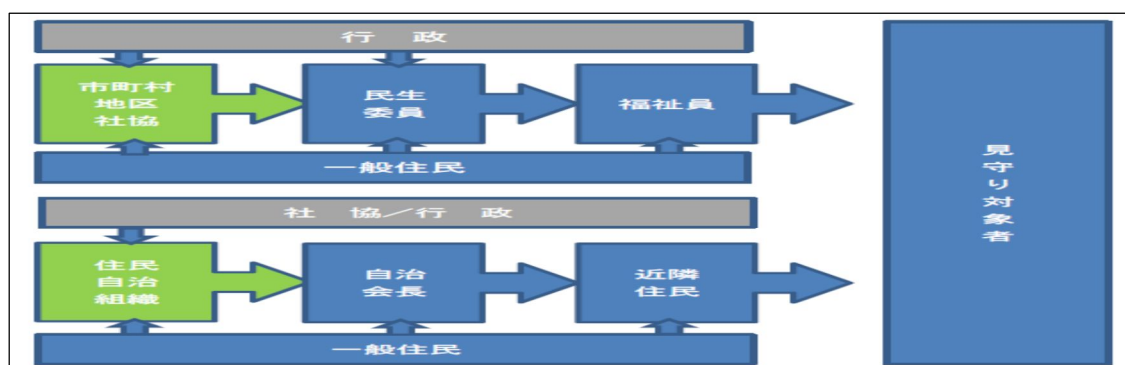 行 政
市町村
地区
社協
民生
委員
福祉員
一般住民
社 協／行 政
住民
自治
組織
自治
会長
近隣
住民
一般住民
見守り対象者